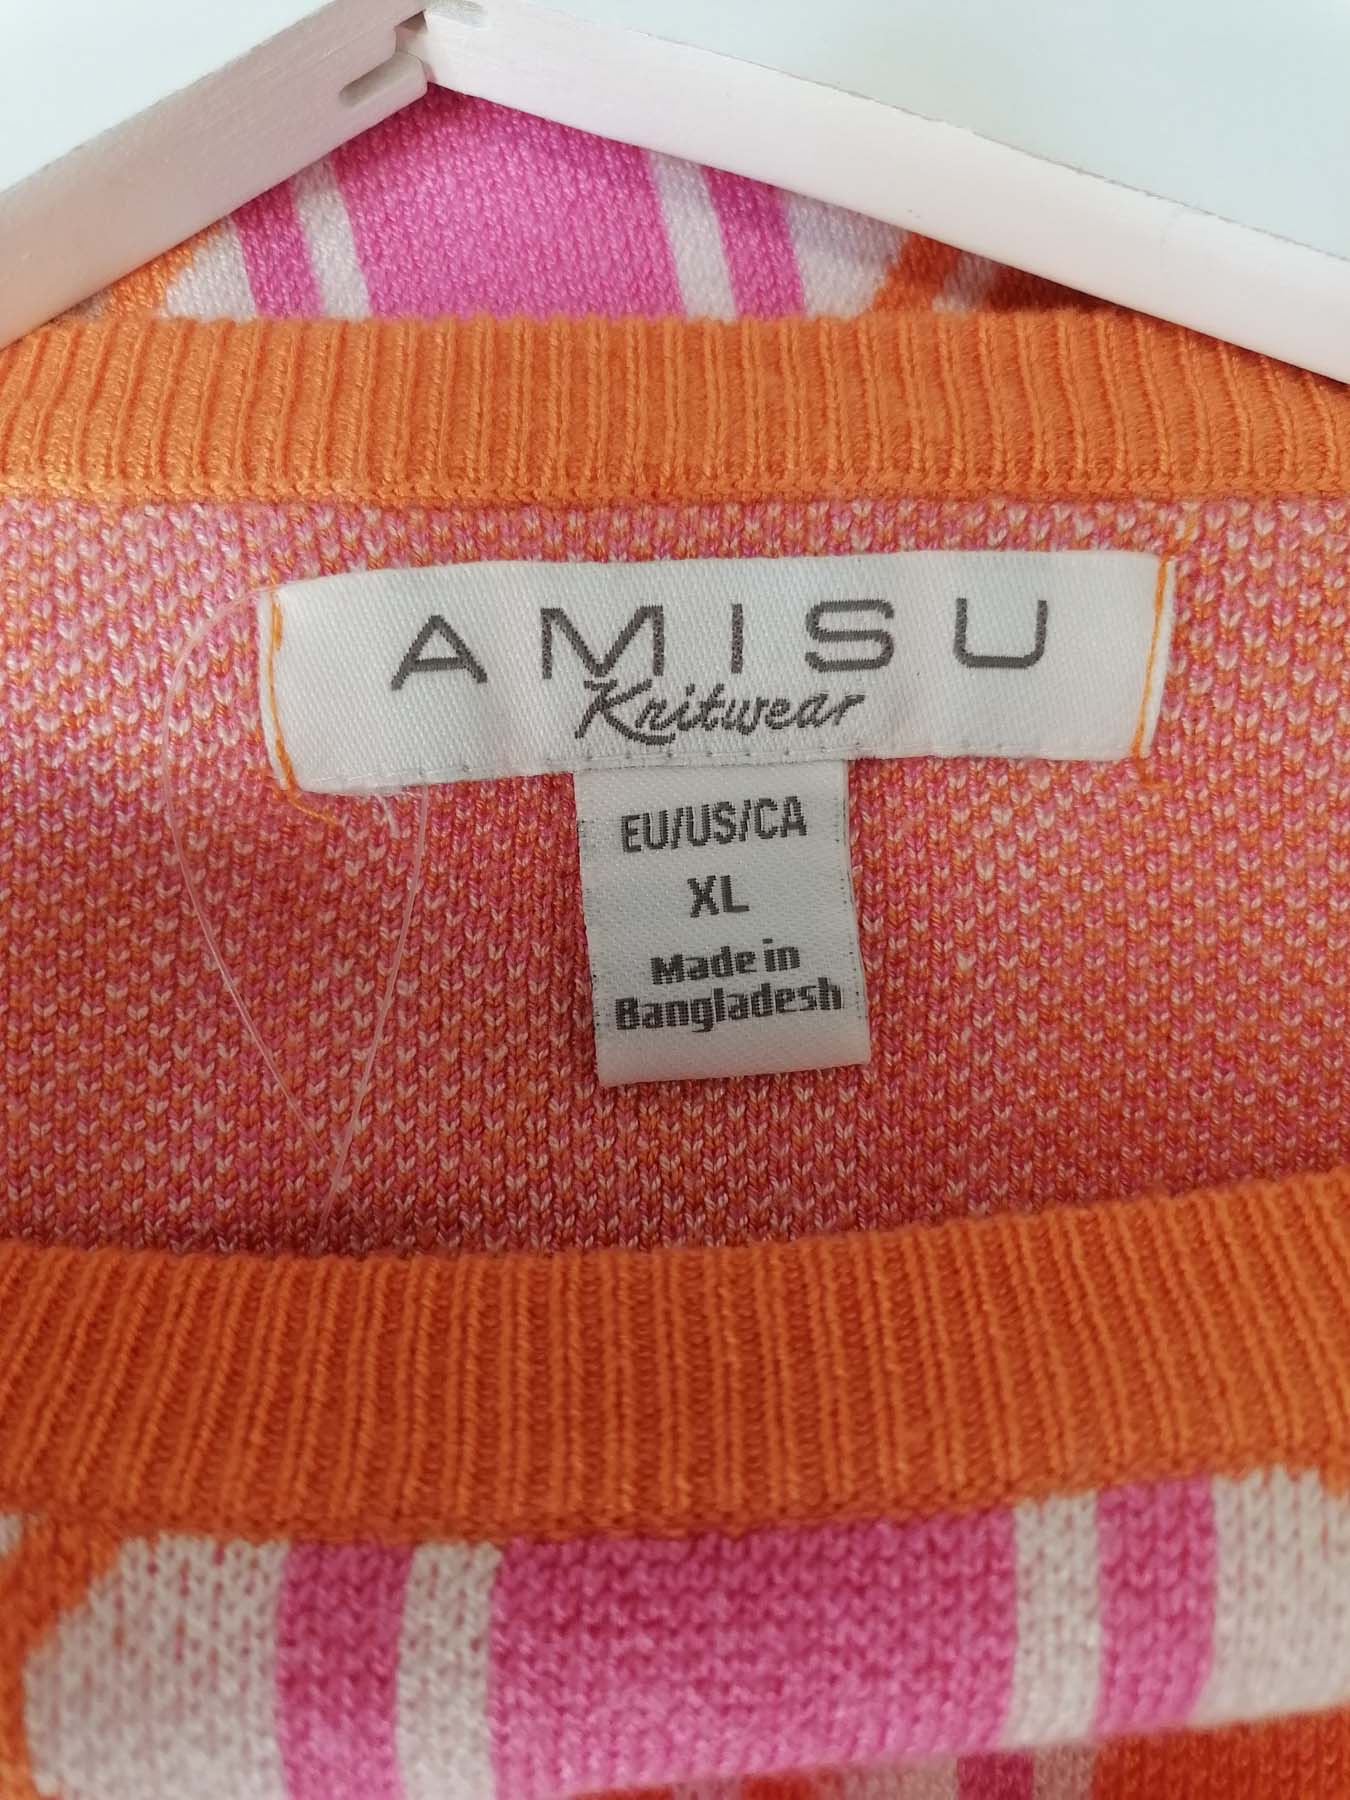 AMISU
Knitwear
EU/US/CA
XL
Made in
Bangladesh